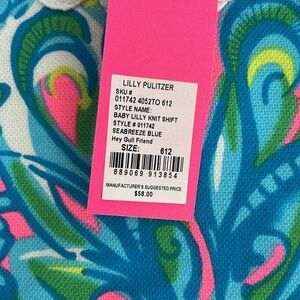 LILLY PULITZER
SKU #
011742 4052TO 612
STYLE NAME:
BABY LILLY KNIT SHIFT
STYLE # 011742
SEABREEZE BLUE
Hey Gull Friend
SIZE: 612
889069 913854
MANUFACTURER'S SUGGESTED PRICE
$58.00